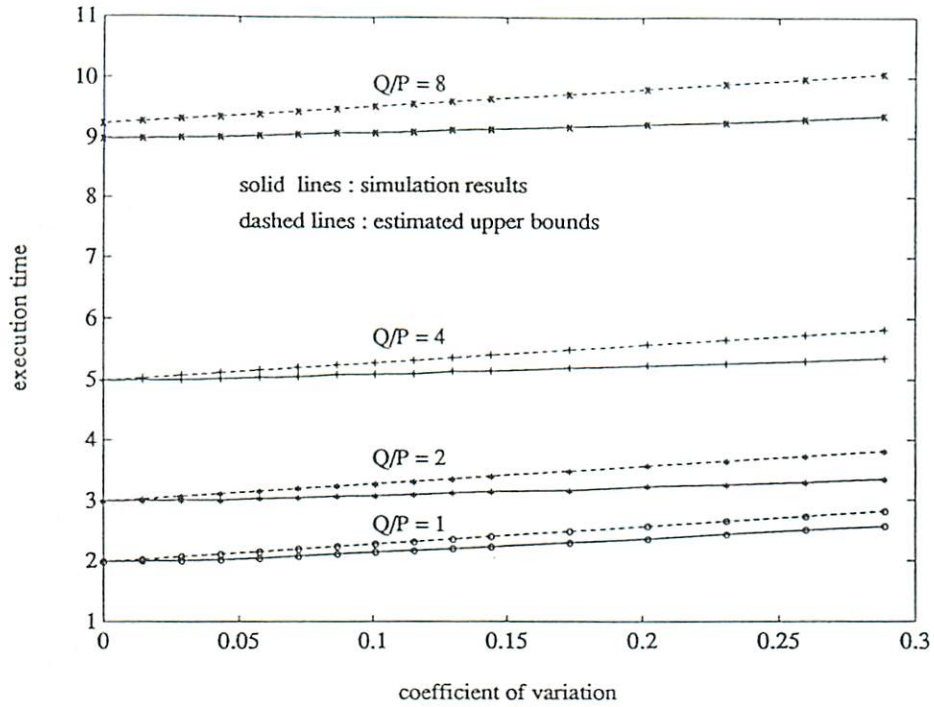 11
10
9
8
7
6
5
4
3
2
1
Q/P = 8
solid lines : simulation results
dashed lines : estimated upper bounds
Q/P = 4
Q/P = 2
Q/P = 1
execution time
0 0.05 0.1 0.15 0.2 0.25 0.3
coefficient of variation